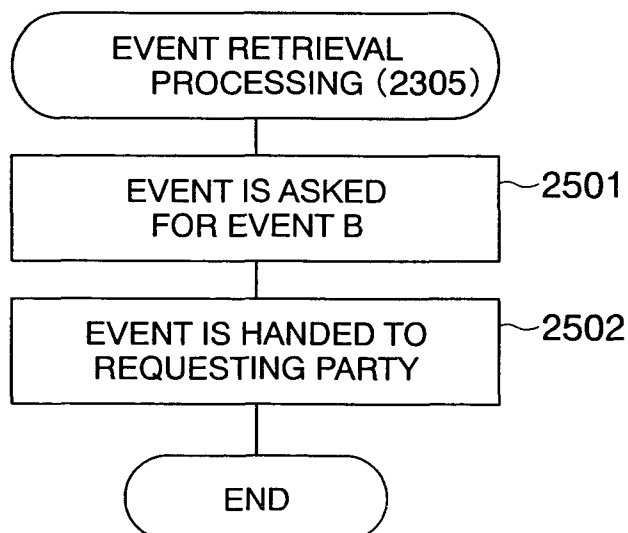 EVENT RETRIEVAL
PROCESSING (2305)
EVENT IS ASKED
FOR EVENT B
2501
EVENT IS HANDED TO
REQUESTING PARTY
2502
END